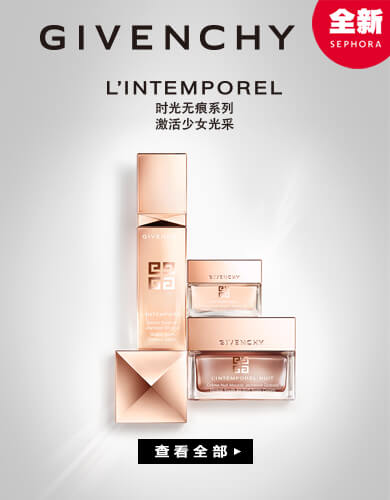 GIVENCHY
全新
SEPHORA
L'INTEMPOREL
时光无痕系列
激活少女光采
GIVENCHY
L'INTEMPOREL
GIVENCHY
GIVENCHY
L'INTEMPOREL NUIT
查看全部